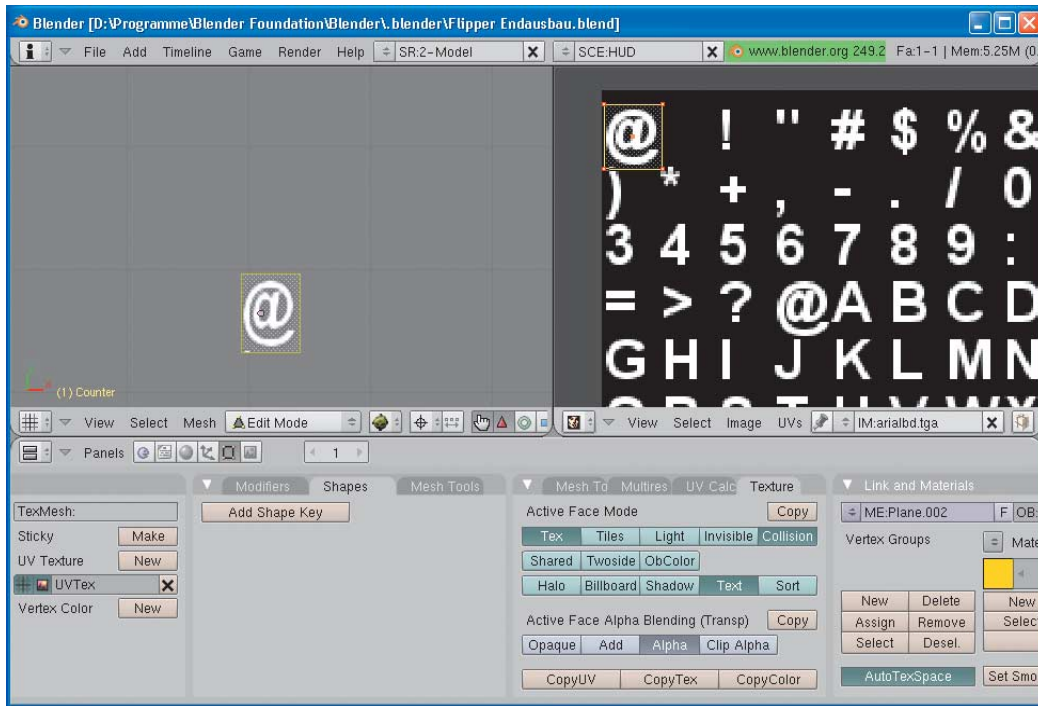 Blender [D:\Programme\Blender Foundation\Blender\.blender\Flipper Endausbau.blend]
File Add Timeline Game Render Help SR:2-Model X SCE:HUD X www.blender.org 249.2 Fa:1-1 | Mem:5.25M (0.
@ ! " # $ % &
) * + , - . / 0
3 4 5 6 7 8 9 :
= > ? @ A B C D
G H I J K L M N
@
(1) Counter
View Select Mesh Edit Mode View Select Image UVs IM:arialbd.tga X
Panels 1
Modifiers Shapes Mesh Tools Mesh To Multires UV Calc Texture Link and Materials
TexMesh: Add Shape Key Active Face Mode Copy ME:Plane.002 F OB:
Sticky Make Tex Tiles Light Invisible Collision Vertex Groups Mate
UV Texture New Shared Twoside ObColor
UVTex X Halo Billboard Shadow Text Sort
Vertex Color New New Delete New
Active Face Alpha Blending (Transp) Copy Assign Remove Select
Opaque Add Alpha Clip Alpha Select Desel.
CopyUV CopyTex CopyColor AutoTexSpace Set Smo